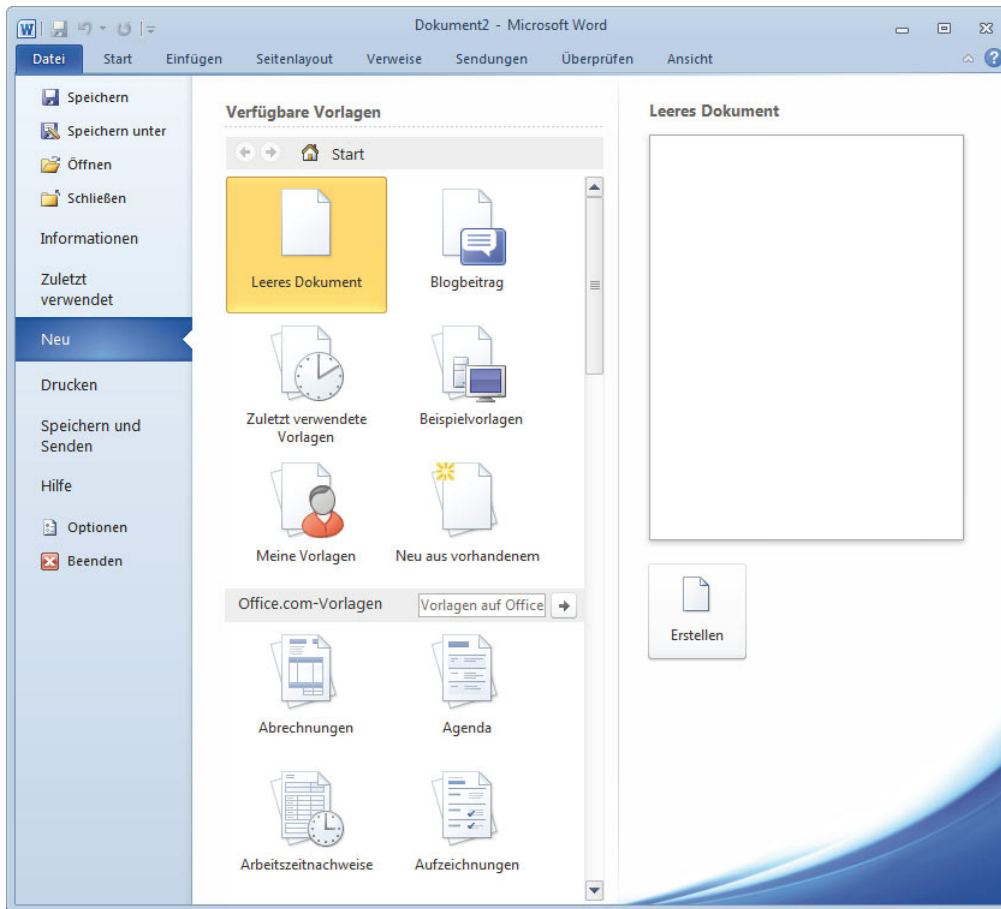 Dokument2 - Microsoft Word
Datei Start Einfügen Seitenlayout Verweise Sendungen Überprüfen Ansicht
Speichern
Speichern unter
Öffnen
Schließen
Informationen
Zuletzt
verwendet
Neu
Drucken
Speichern und
Senden
Hilfe
Optionen
Beenden
Verfügbare Vorlagen
Start
Leeres Dokument
Blogbeitrag
Zuletzt verwendete
Vorlagen
Beispielvorlagen
Meine Vorlagen
Neu aus vorhandenem
Office.com-Vorlagen
Vorlagen auf Office
Abrechnungen
Agenda
Arbeitszeitnachweise
Aufzeichnungen
Leeres Dokument
Erstellen